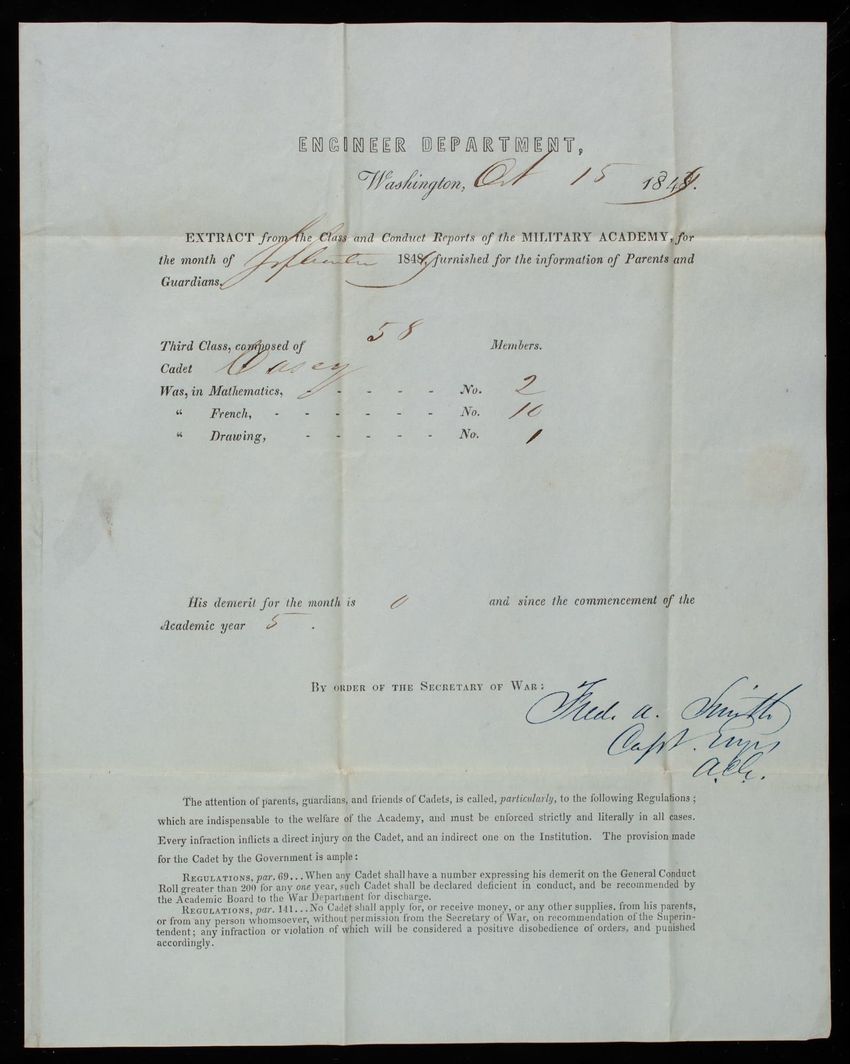 ENGINEER DEPARTMENT,
Washington, Oct 15 1849.
EXTRACT from the Class and Conduct Reports of the MILITARY ACADEMY, for
the month of September 1849, furnished for the information of Parents and
Guardians.
Third Class, composed of 58 Members.
Cadet Casey
Was, in Mathematics, - - - - - No. 2
“ French, - - - - - - No. 10
“ Drawing, - - - - - No. 1
His demerit for the month is 0 and since the commencement of the
Academic year 5 .
BY ORDER OF THE SECRETARY OF WAR:
Fred. A. Smith
Capt. Engrs
The attention of parents, guardians, and friends of Cadets, is called, particularly, to the following Regulations;
which are indispensable to the welfare of the Academy, and must be enforced strictly and literally in all cases.
Every infraction inflicts a direct injury on the Cadet, and an indirect one on the Institution. The provision made
for the Cadet by the Government is ample:
REGULATIONS, par. 69...When any Cadet shall have a number expressing his demerit on the General Conduct
Roll greater than 200 for any one year, such Cadet shall be declared deficient in conduct, and be recommended by
the Academic Board to the War Department for discharge.
REGULATIONS, par. 141...No Cadet shall apply for, or receive money, or any other supplies, from his parents,
or from any person whomsoever, without permission from the Secretary of War, on recommendation of the Superin-
tendent; any infraction or violation of which will be considered a positive disobedience of orders, and punished
accordingly.